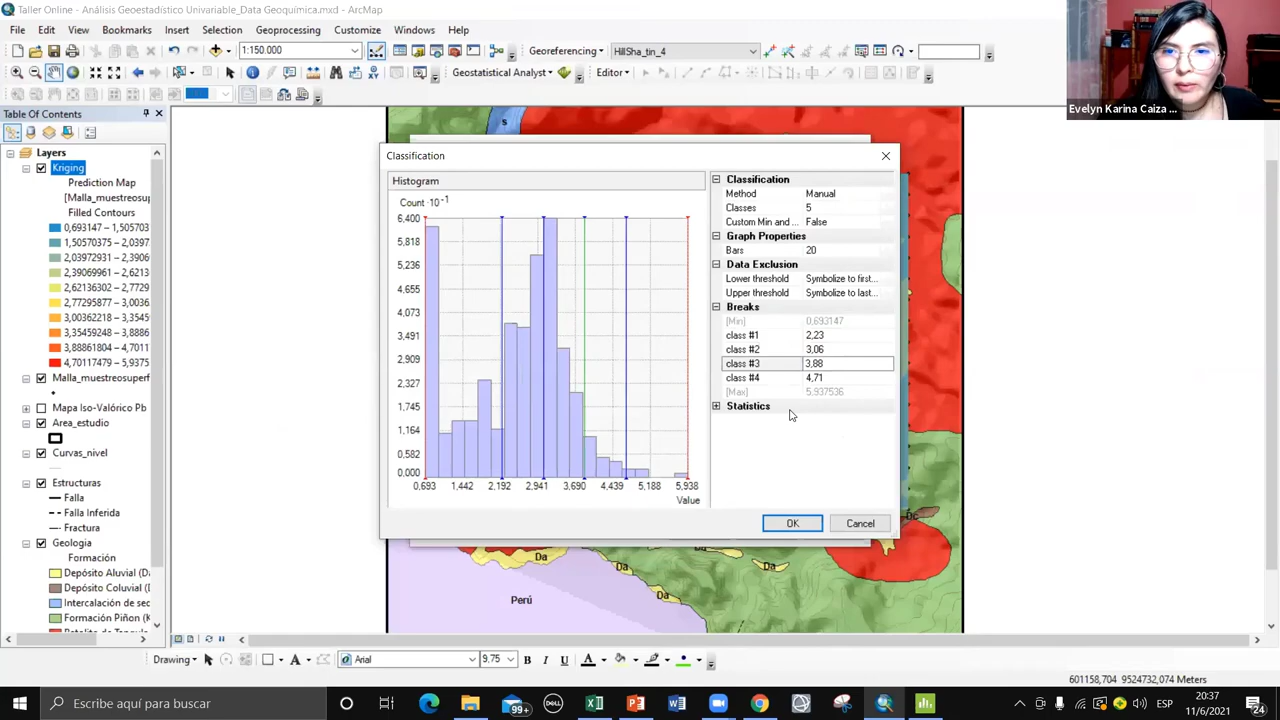 Taller Online - Análisis Geoestadístico Univariable_Data Geoquímica.mxd - ArcMap
File Edit View Bookmarks Insert Selection Geoprocessing Customize Windows Help
1:150.000 Georeferencing HillSha_tin_4
Geostatistical Analyst Editor
Evelyn Karina Caiza ...
Table Of Contents
Layers
Kriging
Prediction Map
[Malla_muestreosup
Filled Contours
0,693147 – 1,505703
1,50570375 – 2,0397
2,03972931 – 2,3906
2,39069961 – 2,6213
2,62136302 – 2,7729
2,77295877 – 3,0036
3,00362218 – 3,3545
3,35459248 – 3,8886
3,88861804 – 4,7011
4,70117479 – 5,9375
Malla_muestreosuperf
Mapa Iso-Valórico Pb
Area_estudio
Curvas_nivel
Estructuras
Falla
Falla Inferida
Fractura
Geologia
Formación
Depósito Aluvial (Da
Depósito Coluvial (D
Intercalación de sec
Formación Piñon (K
s
Classification
Histogram
Count ·10⁻¹
6,400
5,818
5,236
4,655
4,073
3,491
2,909
2,327
1,745
1,164
0,582
0,000
0,693 1,442 2,192 2,941 3,690 4,439 5,188 5,938
Value
Classification
Method Manual
Classes 5
Custom Min and ... False
Graph Properties
Bars 20
Data Exclusion
Lower threshold Symbolize to first...
Upper threshold Symbolize to last...
Breaks
[Min] 0,693147
class #1 2,23
class #2 3,06
class #3 3,88
class #4 4,71
[Max] 5,937536
Statistics
OK Cancel
Dc
Da Da Da Da
Perú
Drawing A Arial 9.75 B I U A
601158,704 9524732,074 Meters
Escribe aquí para buscar
99+
ESP
20:37
11/6/2021
24